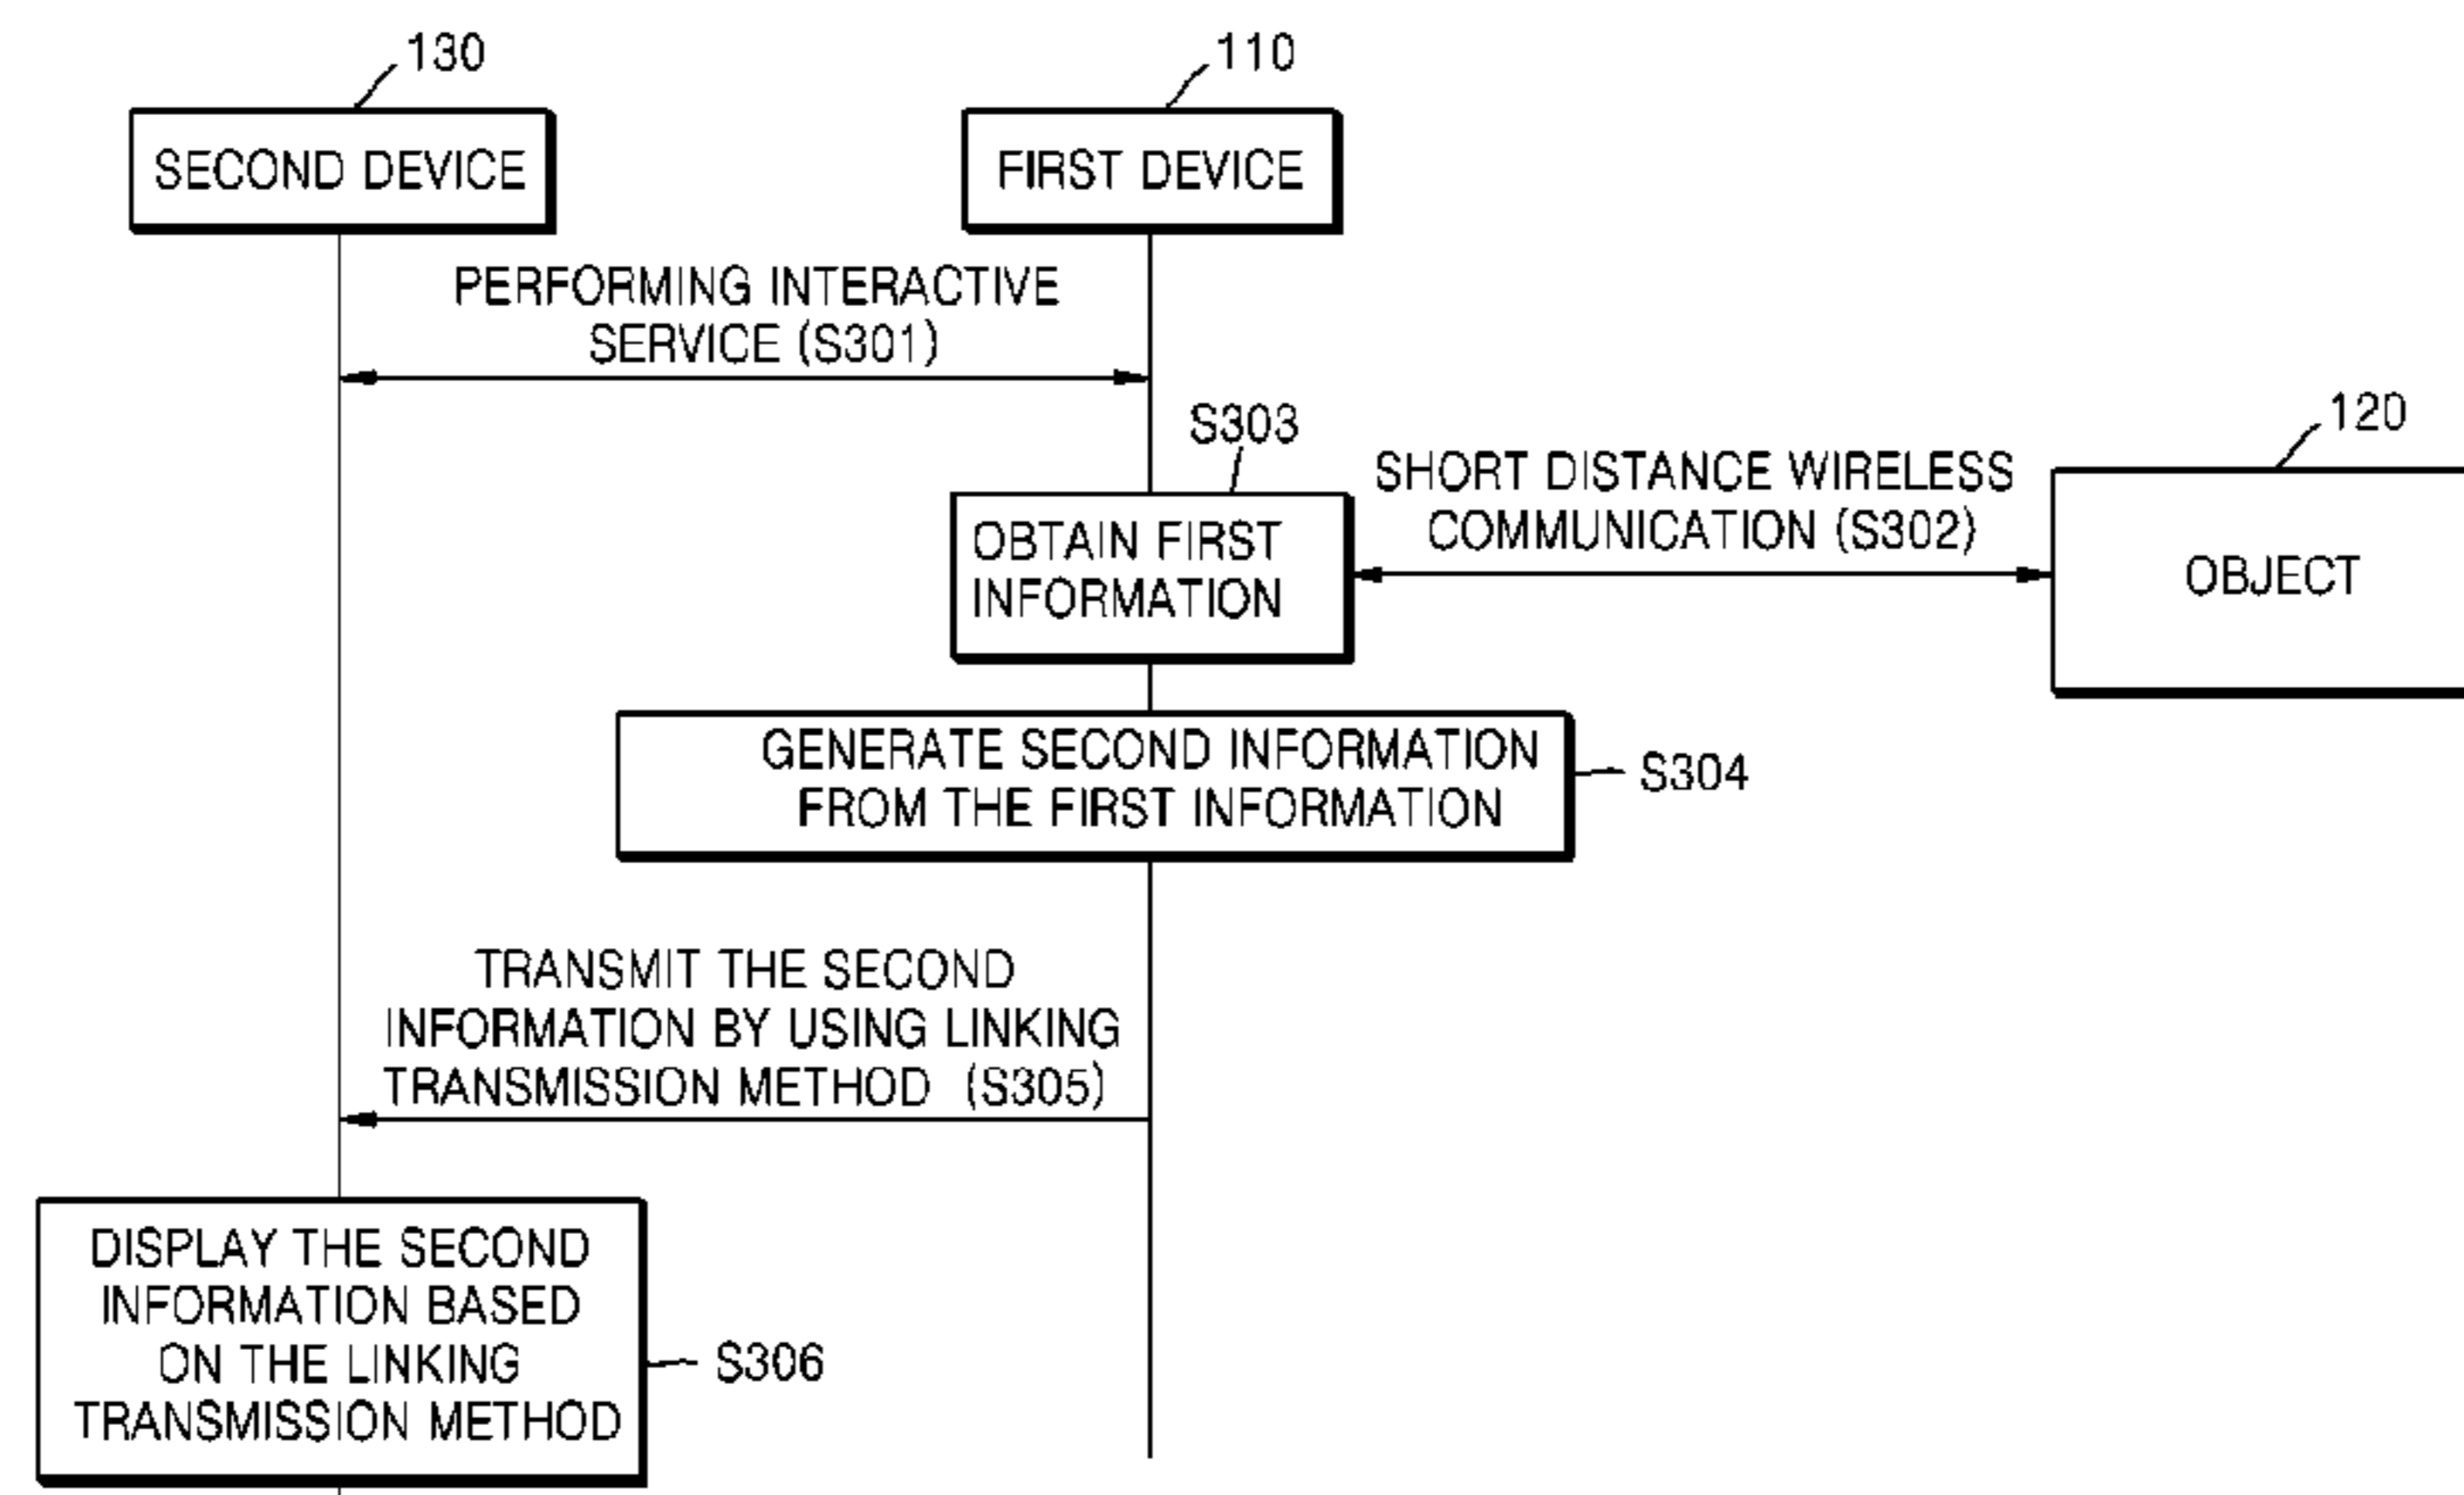 130
110
SECOND DEVICE
FIRST DEVICE
PERFORMING INTERACTIVE
SERVICE (S301)
S303
120
SHORT DISTANCE WIRELESS
COMMUNICATION (S302)
OBTAIN FIRST
INFORMATION
OBJECT
GENERATE SECOND INFORMATION
FROM THE FIRST INFORMATION
S304
TRANSMIT THE SECOND
INFORMATION BY USING LINKING
TRANSMISSION METHOD (S305)
DISPLAY THE SECOND
INFORMATION BASED
ON THE LINKING
TRANSMISSION METHOD
S306